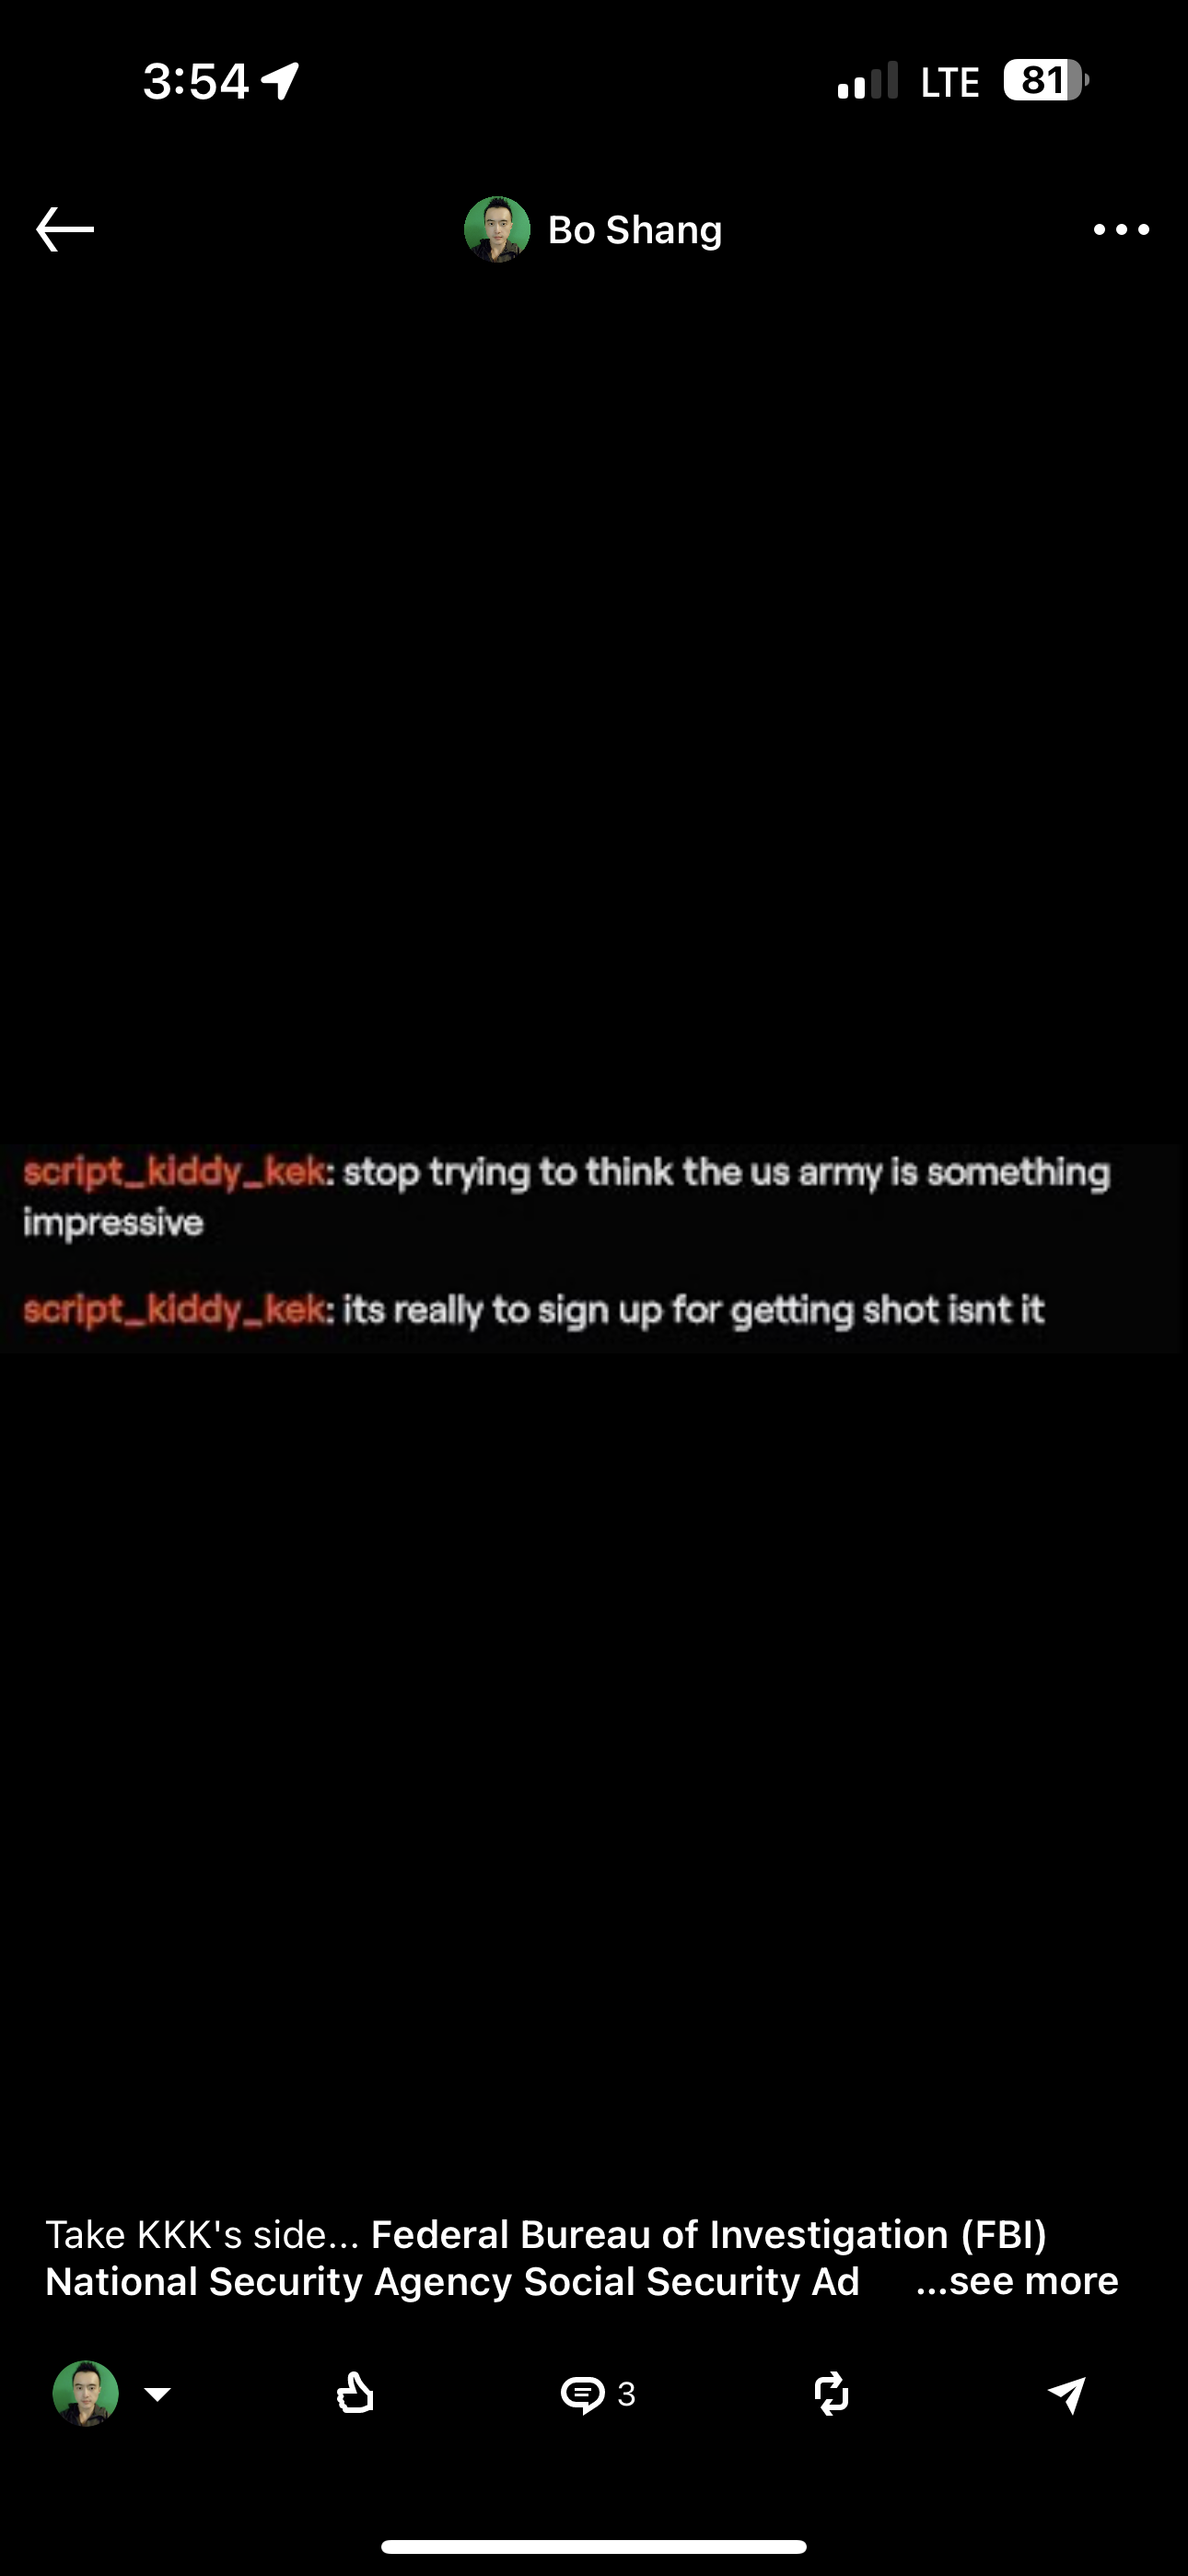 3:54 LTE 81
Bo Shang
script_kiddy_kek: stop trying to think the us army is something
impressive
script_kiddy_kek: its really to sign up for getting shot isnt it
Take KKK's side... Federal Bureau of Investigation (FBI)
National Security Agency Social Security Ad ...see more
3